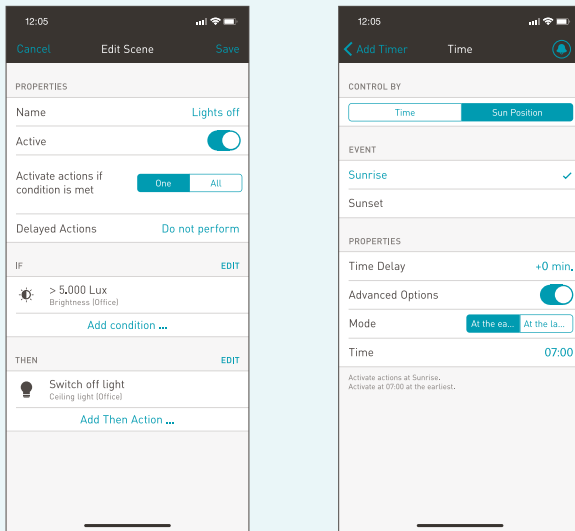 12:05
Cancel Edit Scene Save
PROPERTIES
Name Lights off
Active
Activate actions if
condition is met
One All
Delayed Actions Do not perform
IF EDIT
> 5.000 Lux
Brightness (Office)
Add condition ...
THEN EDIT
Switch off light
Ceiling light (Office)
Add Then Action ...
12:05
Add Timer Time
CONTROL BY
Time Sun Position
EVENT
Sunrise
Sunset
PROPERTIES
Time Delay +0 min.
Advanced Options
Mode At the ea... At the la...
Time 07:00
Activate actions at Sunrise.
Activate at 07:00 at the earliest.